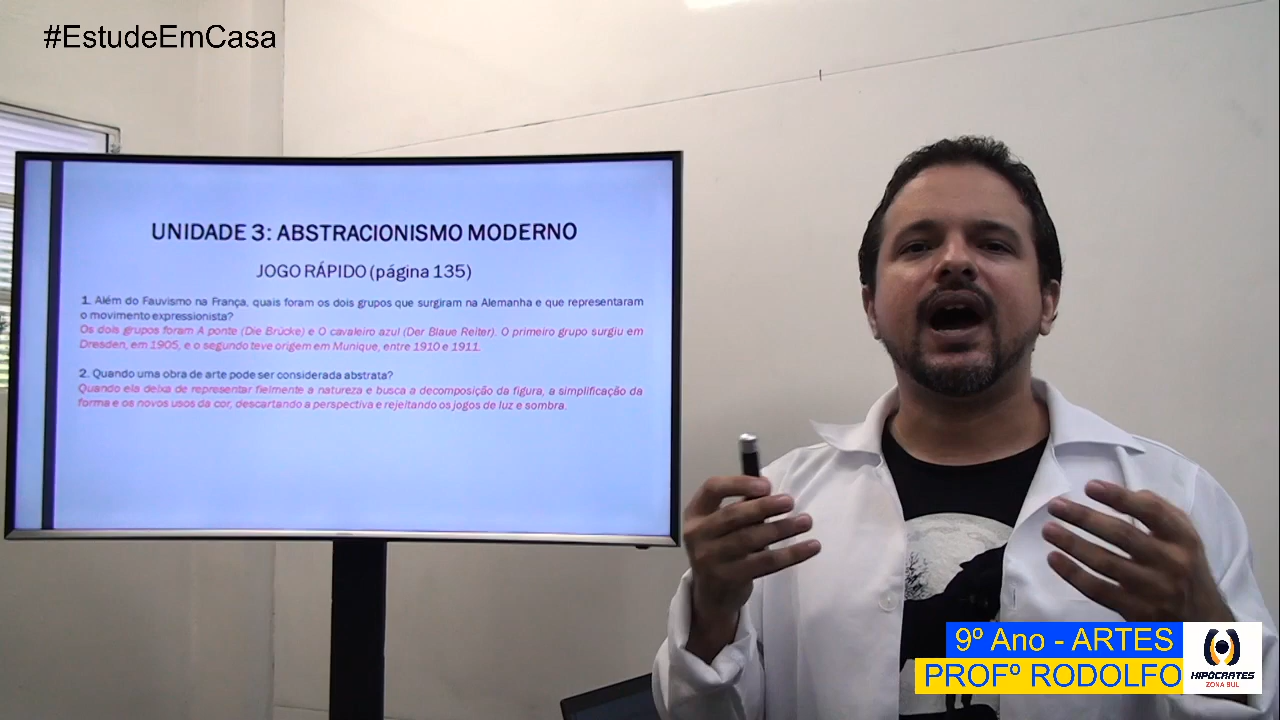 #EstudeEmCasa
UNIDADE 3: ABSTRACIONISMO MODERNO
JOGO RÁPIDO (página 135)
1. Além do Fauvismo na França, quais foram os dois grupos que surgiram na Alemanha e que representaram
o movimento expressionista?
Os dois grupos foram A ponte (Die Brücke) e O cavaleiro azul (Der Blaue Reiter). O primeiro grupo surgiu em
Dresden, em 1905, e o segundo teve origem em Munique, entre 1910 e 1911.
2. Quando uma obra de arte pode ser considerada abstrata?
Quando ela deixa de representar fielmente a natureza e busca a decomposição da figura, a simplificação da
forma e os novos usos da cor, descartando a perspectiva e rejeitando os jogos de luz e sombra.
9º Ano - ARTES
PROFº RODOLFO
HIPÓCRATES
ZONA SUL